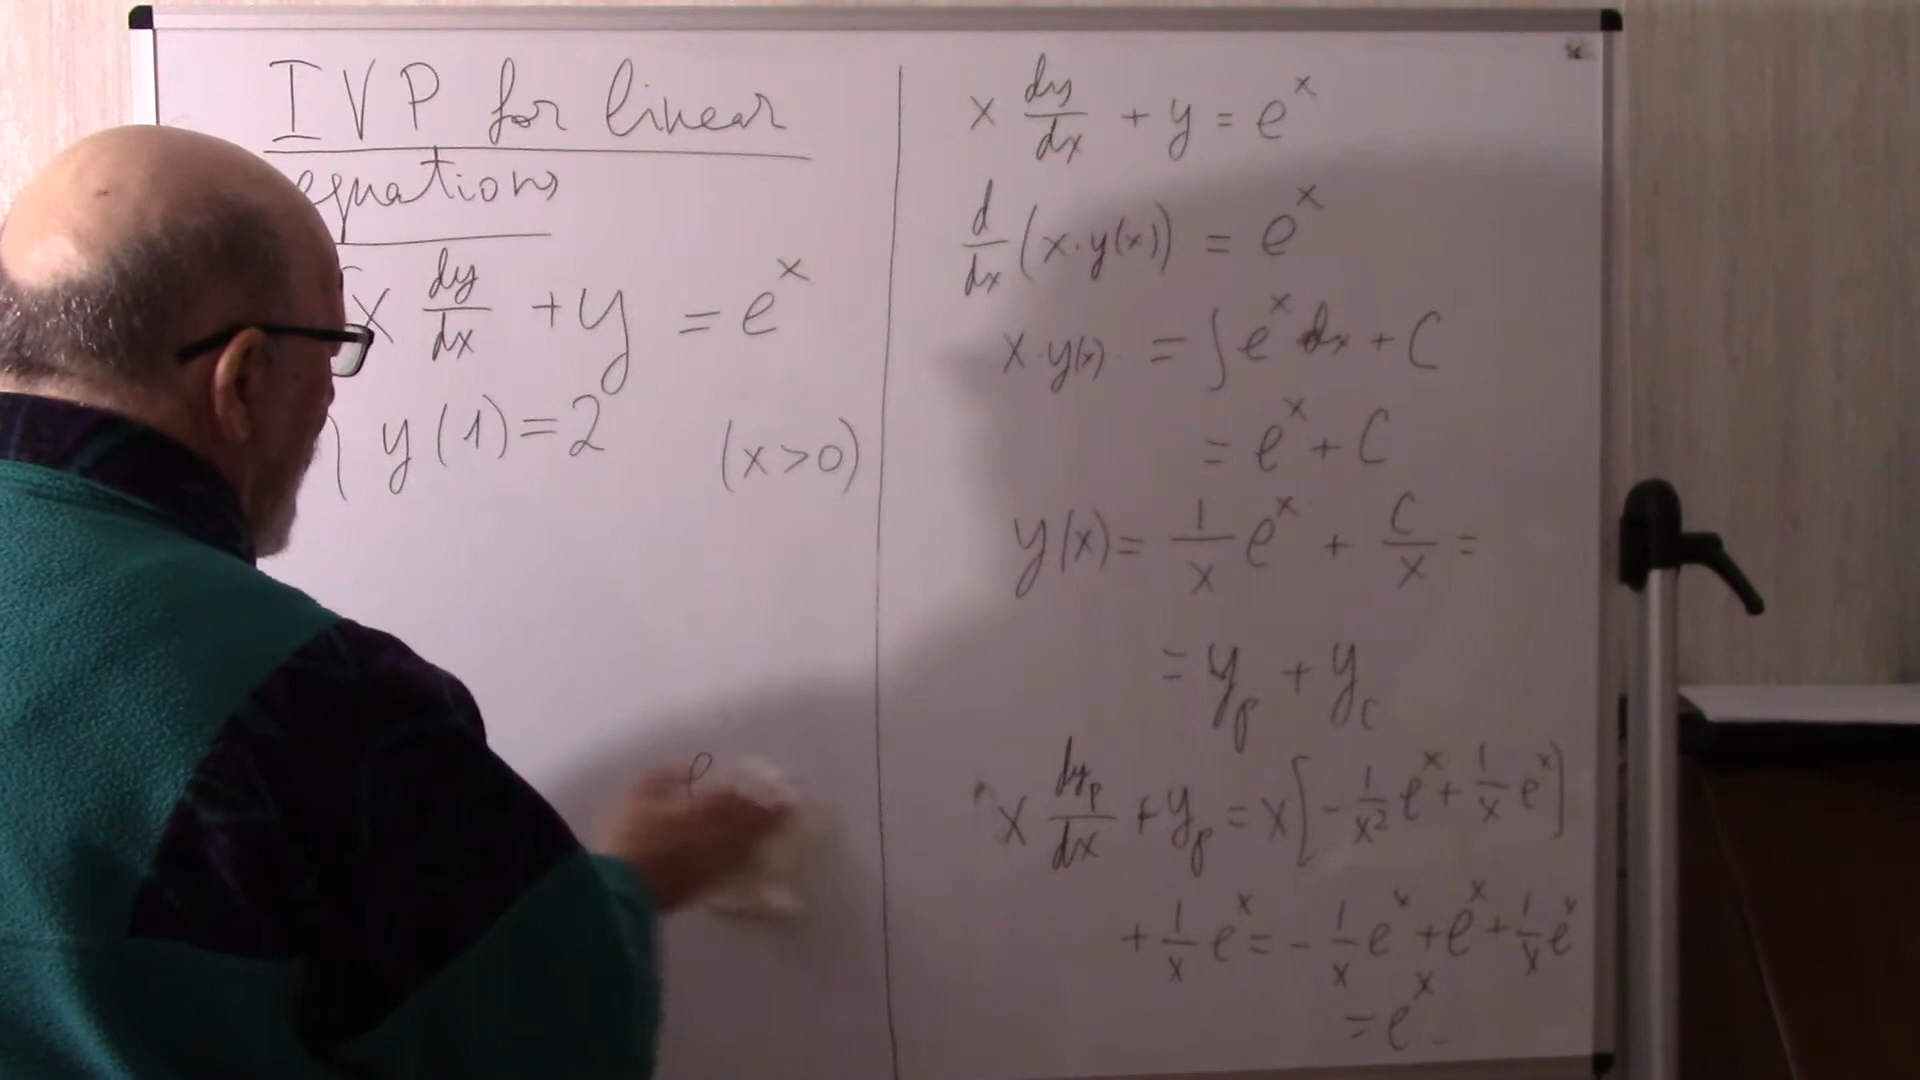 IVP for linear
equations
x dy/dx + y = e^x
y(1) = 2 (x > 0)
e
x dy/dx + y = e^x
d/dx (x·y(x)) = e^x
x·y(x) = ∫ e^x dx + C
= e^x + C
y(x) = 1/x e^x + C/x =
= y_p + y_c
x dy_p/dx + y_p = x[-1/x² e^x + 1/x e^x]
+ 1/x e^x = -1/x e^x + e^x + 1/x e^x
= e^x